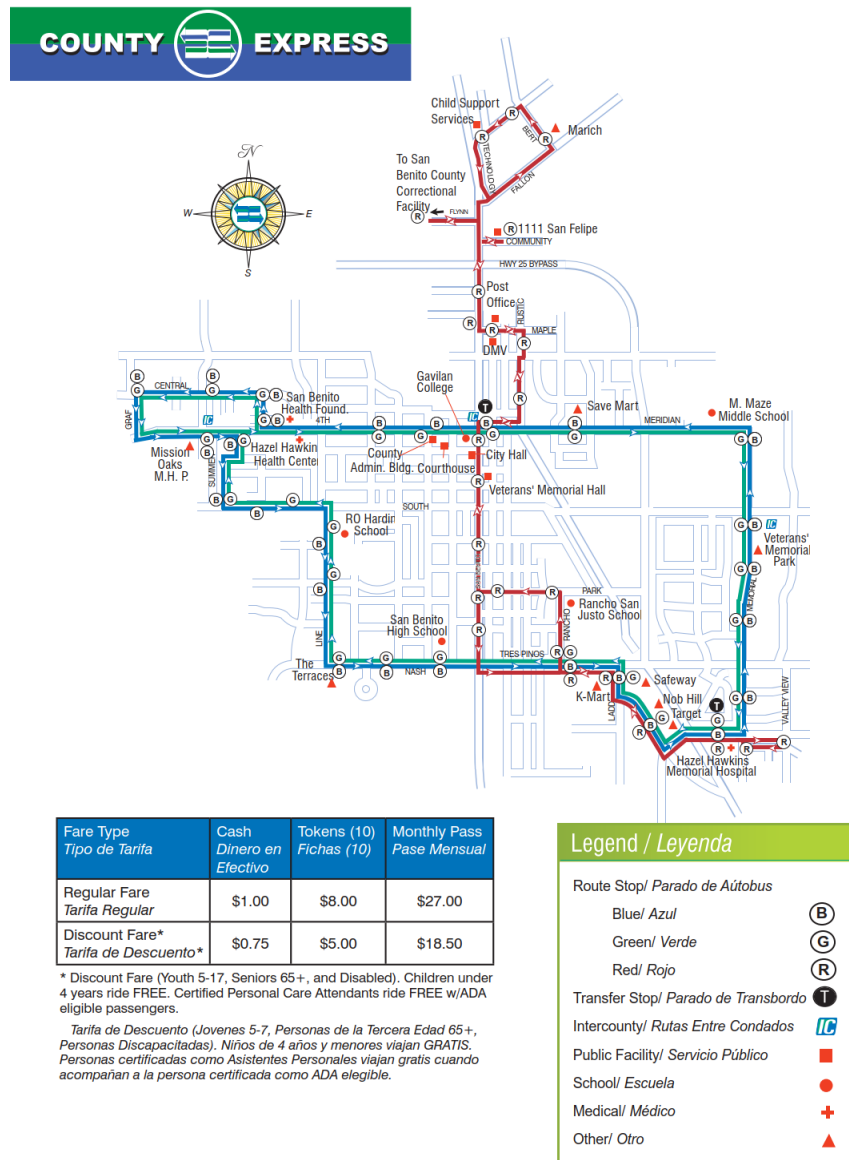 COUNTY EXPRESS
N
W
E
S
Child Support
Services
R
R
R
BERT
Marich
TECHNOLOGY
FALLON
To San
Benito County
Correctional
Facility
R
FLYNN
R 1111 San Felipe
COMMUNITY
HWY 25 BYPASS
R
Post
Office
RUSTIC
R
R
MAPLE
DMV
R
B
B
G
G
CENTRAL
GRAF
G B San Benito
Health Found.
G B
4TH
IC
Gavilan
College
T
IC
R
Save Mart
M. Maze
Middle School
MERIDIAN
B
G
B
G
B
G
R
B
G
G B
Mission
Oaks
M.H. P.
G
B
B G
Hazel Hawkin
Health Center
County
Admin. Bldg.
Courthouse
City Hall
R
Veterans' Memorial Hall
B G
G
B
SOUTH
G
RO Hardin
School
B
G
B
R
G B IC
Veterans'
Memorial
Park
G B
MEMORIAL
R
R
R
PARK
Rancho San
Justo School
RANCHO
G B
San Benito
High School
R
LINE
The
Terraces
G
B
G
B
G
B
NASH
TRES PINOS
R G
B
R
K-Mart
R B G
Safeway
Nob Hill
Target
G
B
R
T
G
B
G B
VALLEY VIEW
R
R
R
Hazel Hawkins
Memorial Hospital
Fare Type
Tipo de Tarifa
Cash
Dinero en
Efectivo
Tokens (10)
Fichas (10)
Monthly Pass
Pase Mensual
Regular Fare
Tarifa Regular
$1.00
$8.00
$27.00
Discount Fare*
Tarifa de Descuento*
$0.75
$5.00
$18.50
* Discount Fare (Youth 5-17, Seniors 65+, and Disabled). Children under
4 years ride FREE. Certified Personal Care Attendants ride FREE w/ADA
eligible passengers.
Tarifa de Descuento (Jovenes 5-7, Personas de la Tercera Edad 65+,
Personas Discapacitadas). Niños de 4 años y menores viajan GRATIS.
Personas certificadas como Asistentes Personales viajan gratis cuando
acompañan a la persona certificada como ADA elegible.
Legend / Leyenda
Route Stop/ Parado de Aútobus
Blue/ Azul B
Green/ Verde G
Red/ Rojo R
Transfer Stop/ Parado de Transbordo T
Intercounty/ Rutas Entre Condados IC
Public Facility/ Servicio Público
School/ Escuela
Medical/ Médico
Other/ Otro